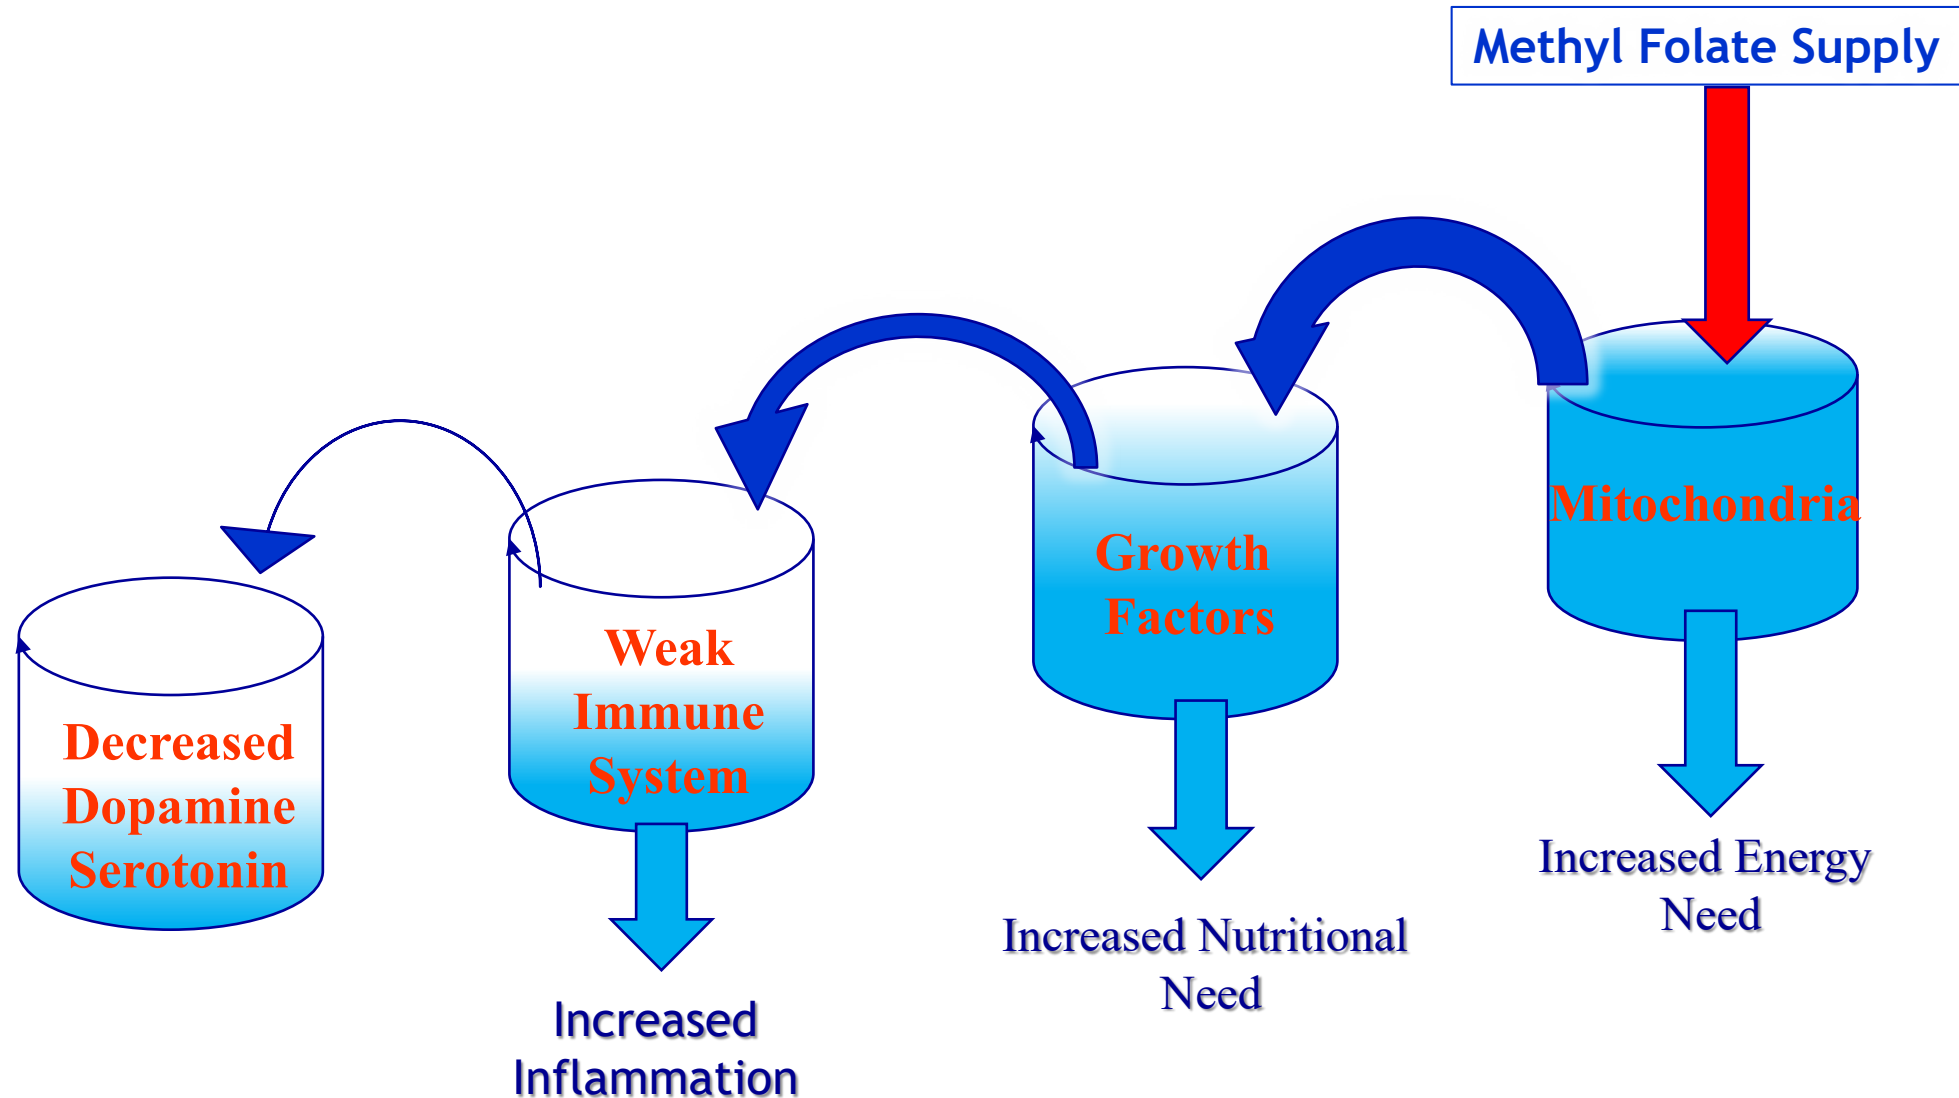 Methyl Folate Supply
Mitochondria
Growth
Factors
Weak
Immune
System
Decreased
Dopamine
Serotonin
Increased Energy
Need
Increased Nutritional
Need
Increased
Inflammation